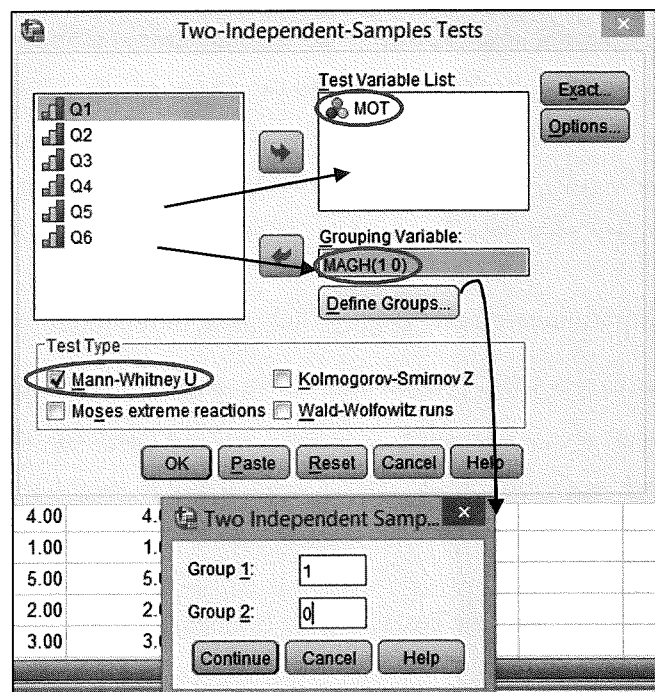 Two-Independent-Samples Tests
Test Variable List:
Q1
Q2
Q3
Q4
Q5
Q6
MOT
Exact...
Options...
Grouping Variable:
MAGH(1 0)
Define Groups...
Test Type
Mann-Whitney U
Kolmogorov-Smirnov Z
Moses extreme reactions
Wald-Wolfowitz runs
OK
Paste
Reset
Cancel
Help
4.00
1.00
5.00
2.00
3.00
Two Independent Samp...
Group 1:
1
Group 2:
0
Continue
Cancel
Help